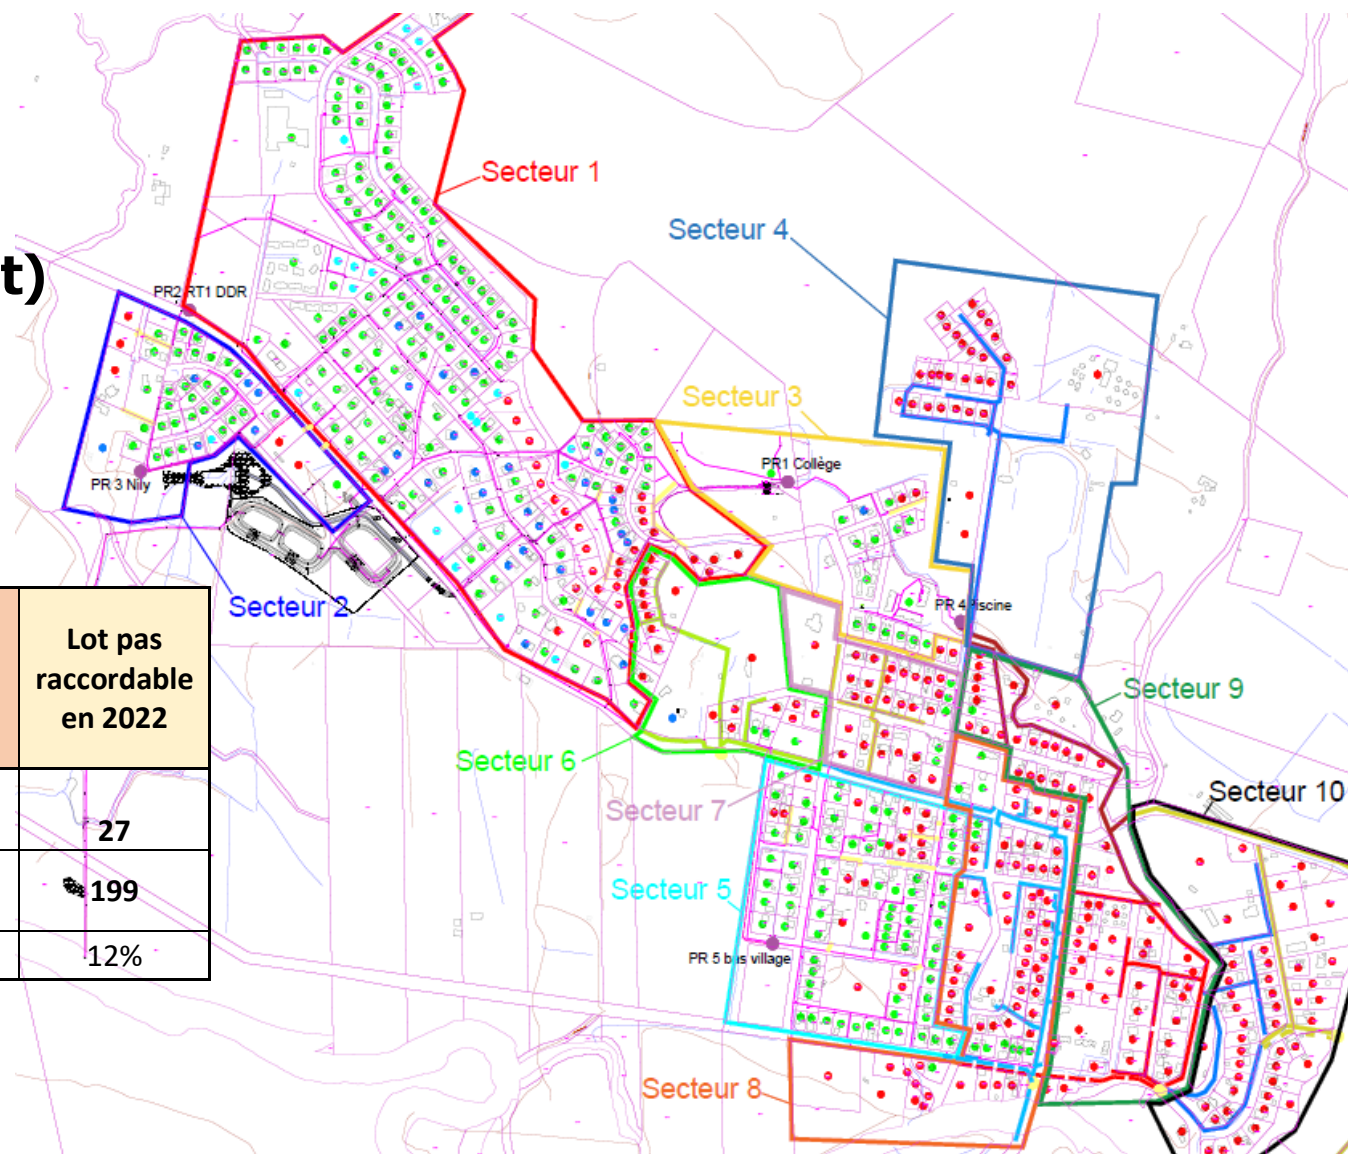 Secteur 1
Secteur 4
t)
PR2 RT1 DDR
Secteur 3
PR1 Collège
PR 3 Nily
Secteur 2
PR 4 Piscine
Lot pas
raccordable
en 2022
Secteur 9
Secteur 6
Secteur 10
Secteur 7
27
Secteur 5
199
12%
PR 5 bas village
Secteur 8